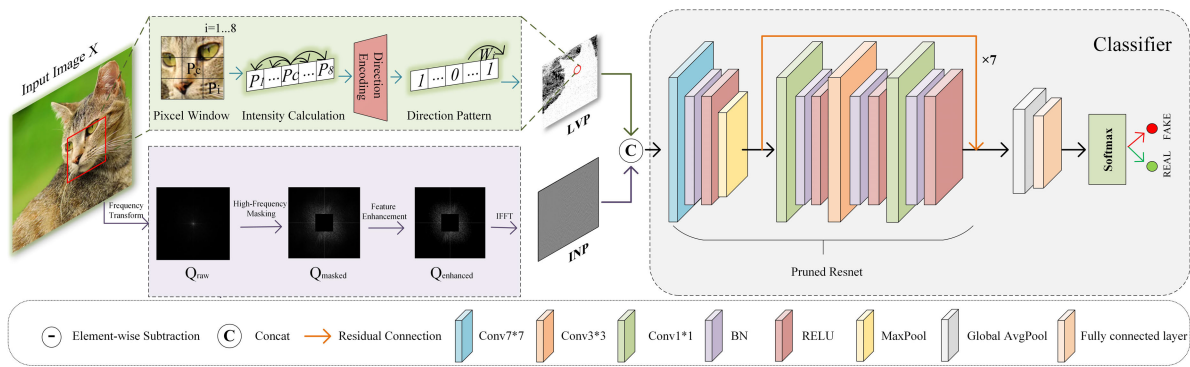 Input Image X
i=1...8
Pc
Pi
Pixcel Window
P1 ... Pc ... P8
Intensity Calculation
Direction
Encoding
1 ... 0 ... 1
Wi
Direction Pattern
LVP
Frequency
Transform
Qraw
High-Frequency
Masking
Qmasked
Feature
Enhancement
Qenhanced
IFFT
INP
C
Classifier
×7
Pruned Resnet
Softmax
FAKE
REAL
- Element-wise Subtraction
C Concat
Residual Connection
Conv7*7
Conv3*3
Conv1*1
BN
RELU
MaxPool
Global AvgPool
Fully connected layer